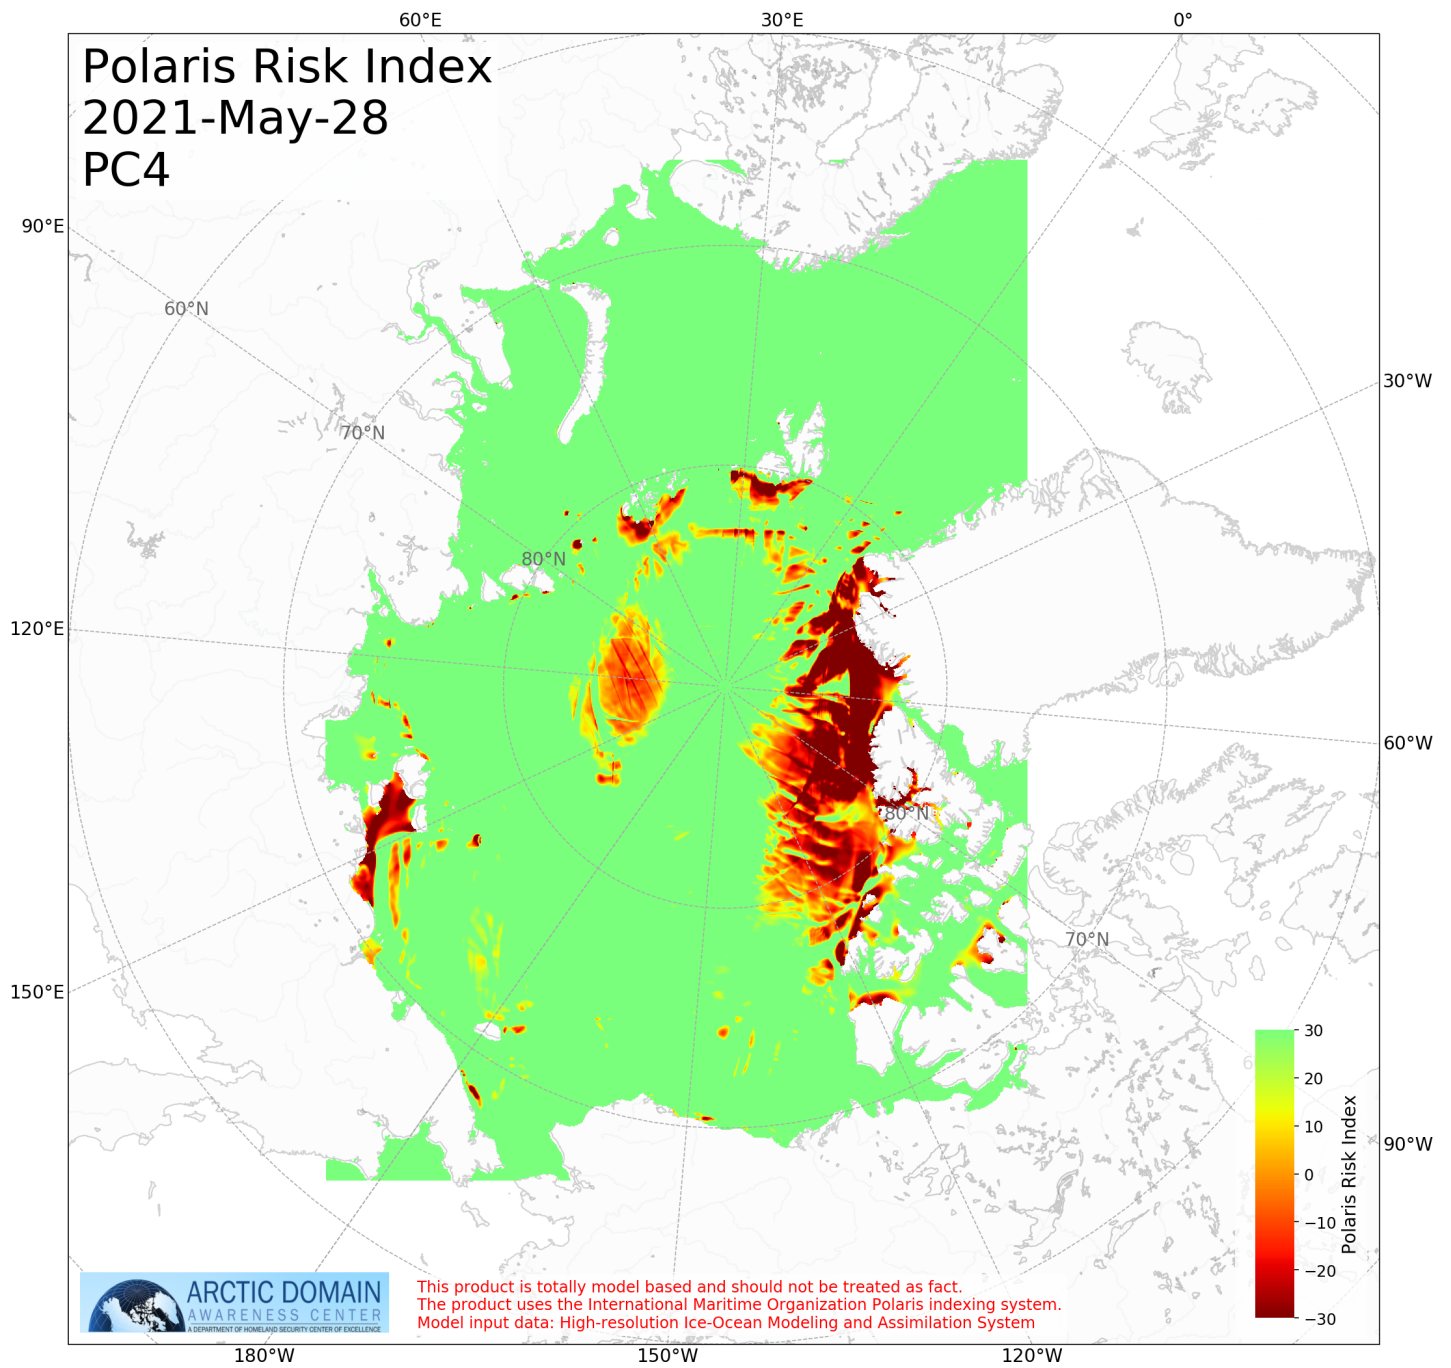 60°E 30°E 0°
Polaris Risk Index
2021-May-28
PC4
90°E
60°N
30°W
70°N
80°N
120°E
60°W
80°N
70°N
150°E
30
20
10
0
−10
−20
−30
Polaris Risk Index
90°W
ARCTIC DOMAIN
AWARENESS CENTER
A DEPARTMENT OF HOMELAND SECURITY CENTER OF EXCELLENCE
This product is totally model based and should not be treated as fact.
The product uses the International Maritime Organization Polaris indexing system.
Model input data: High-resolution Ice-Ocean Modeling and Assimilation System
180°W 150°W 120°W